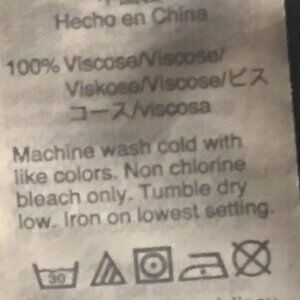 Hecho en China
100% Viscose/Viscose/
Viskose/Viscose/ビス
コース/viscosa
Machine wash cold with
like colors. Non chlorine
bleach only. Tumble dry
low. Iron on lowest setting.
30